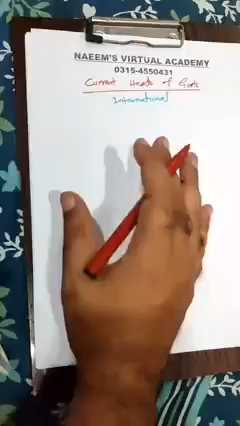 NAEEM'S VIRTUAL ACADEMY
0315-4550431
Current Heads of Govts
International